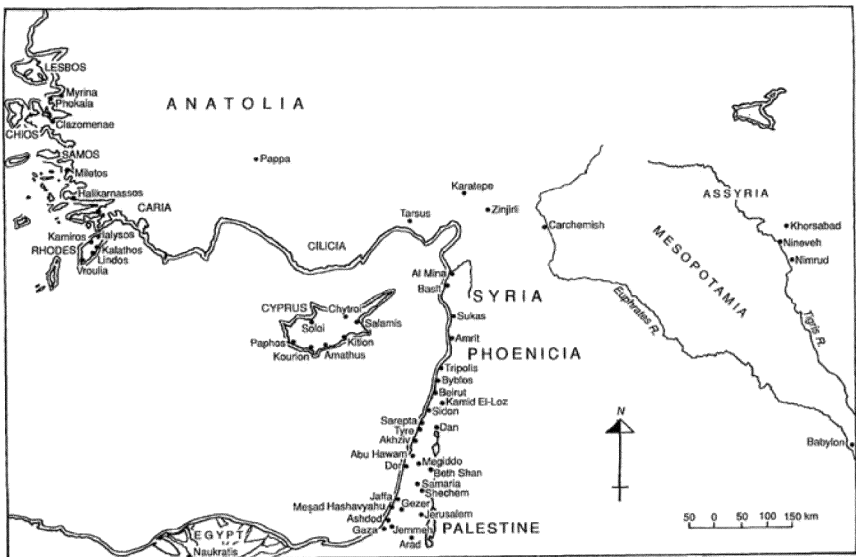 LESBOS
Myrina
Phokaia
Clazomenae
CHIOS
SAMOS
Miletos
Halikarnassos
CARIA
Ialysos
Kamiros
RHODES
Kalathos
Lindos
Vroulia
ANATOLIA
Pappa
Karatepe
Zinjirli
Tarsus
CILICIA
Carchemish
ASSYRIA
Khorsabad
Nineveh
Nimrud
MESOPOTAMIA
Euphrates R.
Tigris R.
Babylon
Al Mina
Basit
SYRIA
Sukas
Amrit
CYPRUS
Chytroi
Soloi
Salamis
Paphos
Kition
Kourion
Amathus
PHOENICIA
Tripolis
Byblos
Beirut
Kamid El-Loz
Sidon
Sarepta
Tyre
Dan
Akhziv
Abu Hawam
Dor
Megiddo
Beth Shan
Samaria
Shechem
Jaffa
Mesad Hashavyahu
Gezer
Jerusalem
Ashdod
Gaza
Jemmeh
PALESTINE
Arad
EGYPT
Naukratis
N
50 0 50 100 150 km